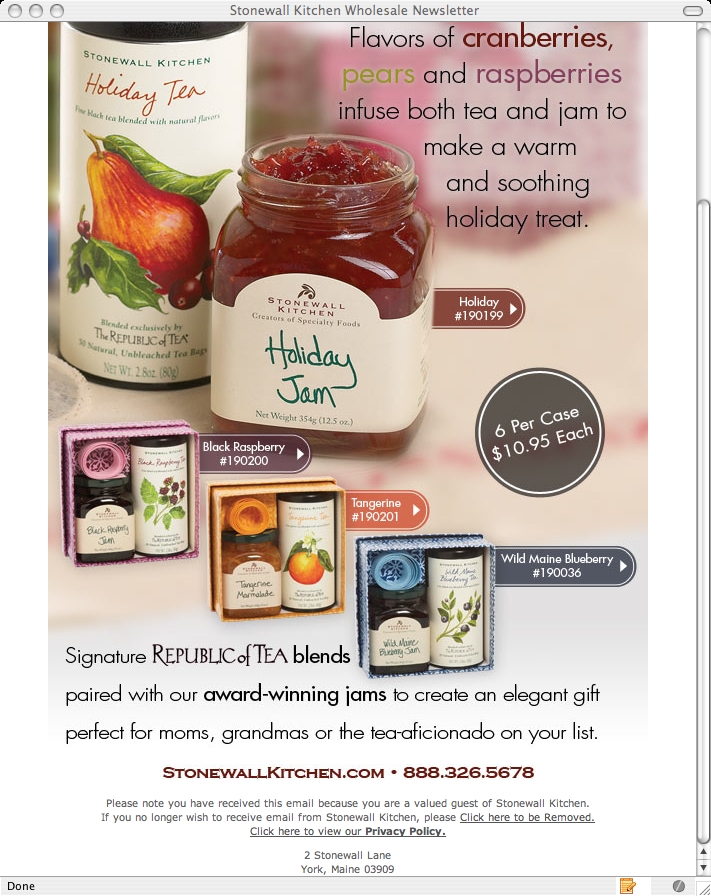 Stonewall Kitchen Wholesale Newsletter
STONEWALL KITCHEN
Holiday Tea
Fine black tea blended with natural flavors
Blended exclusively by
The REPUBLIC of TEA
50 Natural, Unbleached Tea Bags
NET WT. 2.8oz. (80g)
Flavors of cranberries,
pears and raspberries
infuse both tea and jam to
make a warm
and soothing
holiday treat.
STONEWALL
KITCHEN
Creators of Specialty Foods
Holiday
Jam
Net Weight 354g (12.5 oz.)
Holiday
#190199
6 Per Case
$10.95 Each
Black Raspberry
#190200
STONEWALL KITCHEN
Black Raspberry Tea
Black Raspberry
Jam
Tangerine
#190201
STONEWALL KITCHEN
Tangerine Tea
Tangerine
Marmalade
Wild Maine Blueberry
#190036
STONEWALL KITCHEN
Wild Maine
Blueberry Tea
Wild Maine
Blueberry Jam
Signature REPUBLIC of TEA blends
paired with our award-winning jams to create an elegant gift
perfect for moms, grandmas or the tea-aficionado on your list.
STONEWALLKITCHEN.COM • 888.326.5678
Please note you have received this email because you are a valued guest of Stonewall Kitchen.
If you no longer wish to receive email from Stonewall Kitchen, please Click here to be Removed.
Click here to view our Privacy Policy.
2 Stonewall Lane
York, Maine 03909
Done